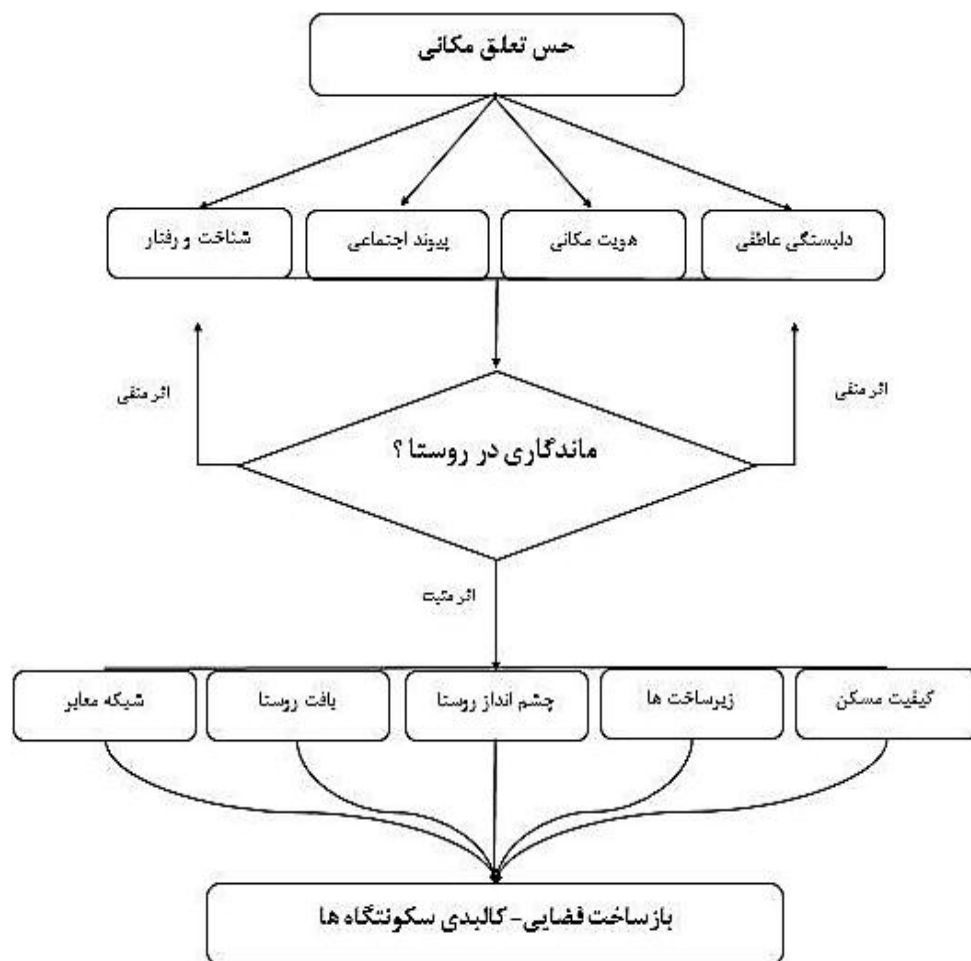 حس تعلق مکانی
دلبستگی عاطفی
هویت مکانی
پیوند اجتماعی
شناخت و رفتار
اثر منفی
اثر منفی
ماندگاری در روستا ؟
اثر مثبت
کیفیت مسکن
زیرساخت ها
چشم انداز روستا
بافت روستا
شبکه معابر
بازساخت فضایی- کالبدی سکونتگاه ها